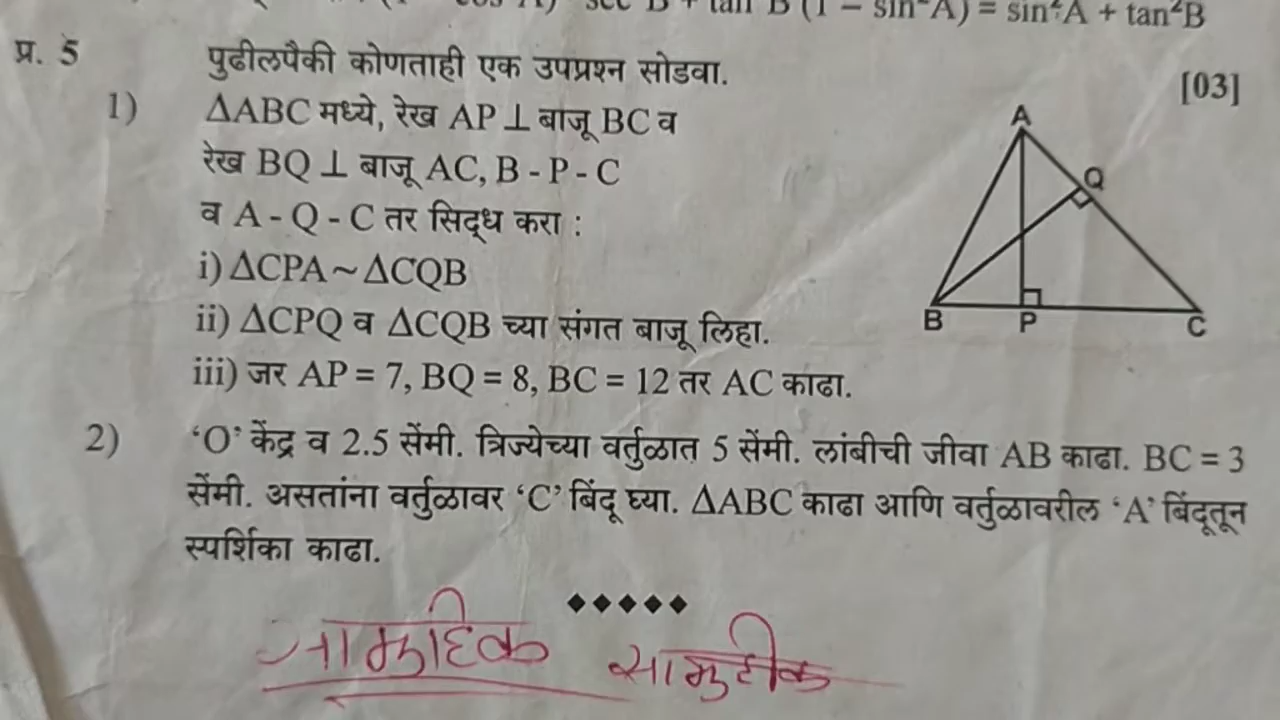 sec B + tan²B (1 − sin²A) = sin²A + tan²B
प्र. 5 पुढीलपैकी कोणताही एक उपप्रश्न सोडवा. [03]
1) ΔABC मध्ये, रेख AP ⊥ बाजू BC व
रेख BQ ⊥ बाजू AC, B - P - C
व A - Q - C तर सिद्ध करा :
i) ΔCPA ~ ΔCQB
ii) ΔCPQ व ΔCQB च्या संगत बाजू लिहा.
iii) जर AP = 7, BQ = 8, BC = 12 तर AC काढा.
A
Q
B P C
2) ‘O’ केंद्र व 2.5 सेंमी. त्रिज्येच्या वर्तुळात 5 सेंमी. लांबीची जीवा AB काढा. BC = 3
सेंमी. असतांना वर्तुळावर ‘C’ बिंदू घ्या. ΔABC काढा आणि वर्तुळावरील ‘A’ बिंदूतून
स्पर्शिका काढा.